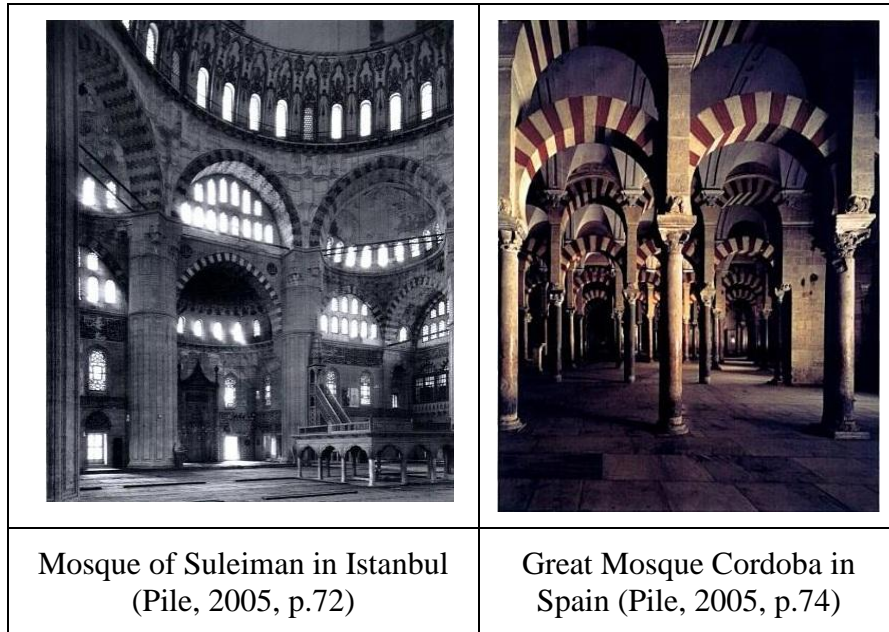 Mosque of Suleiman in Istanbul
(Pile, 2005, p.72)
Great Mosque Cordoba in
Spain (Pile, 2005, p.74)